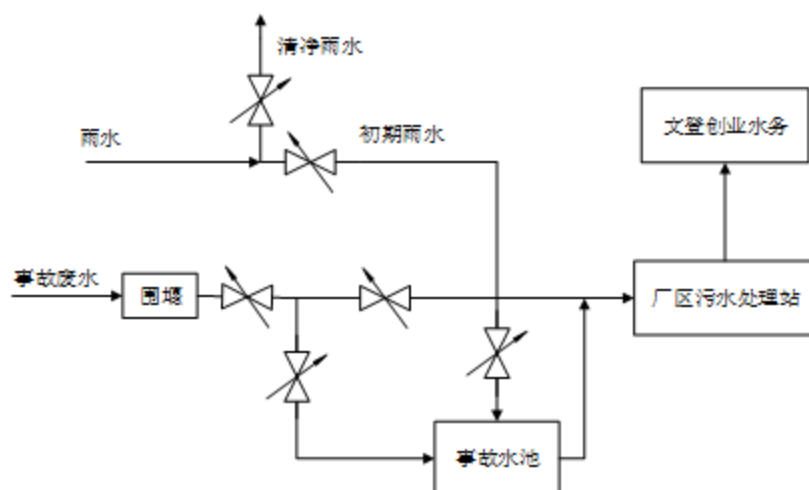 清净雨水
雨水
初期雨水
文登创业水务
事故废水
围堰
厂区污水处理站
事故水池